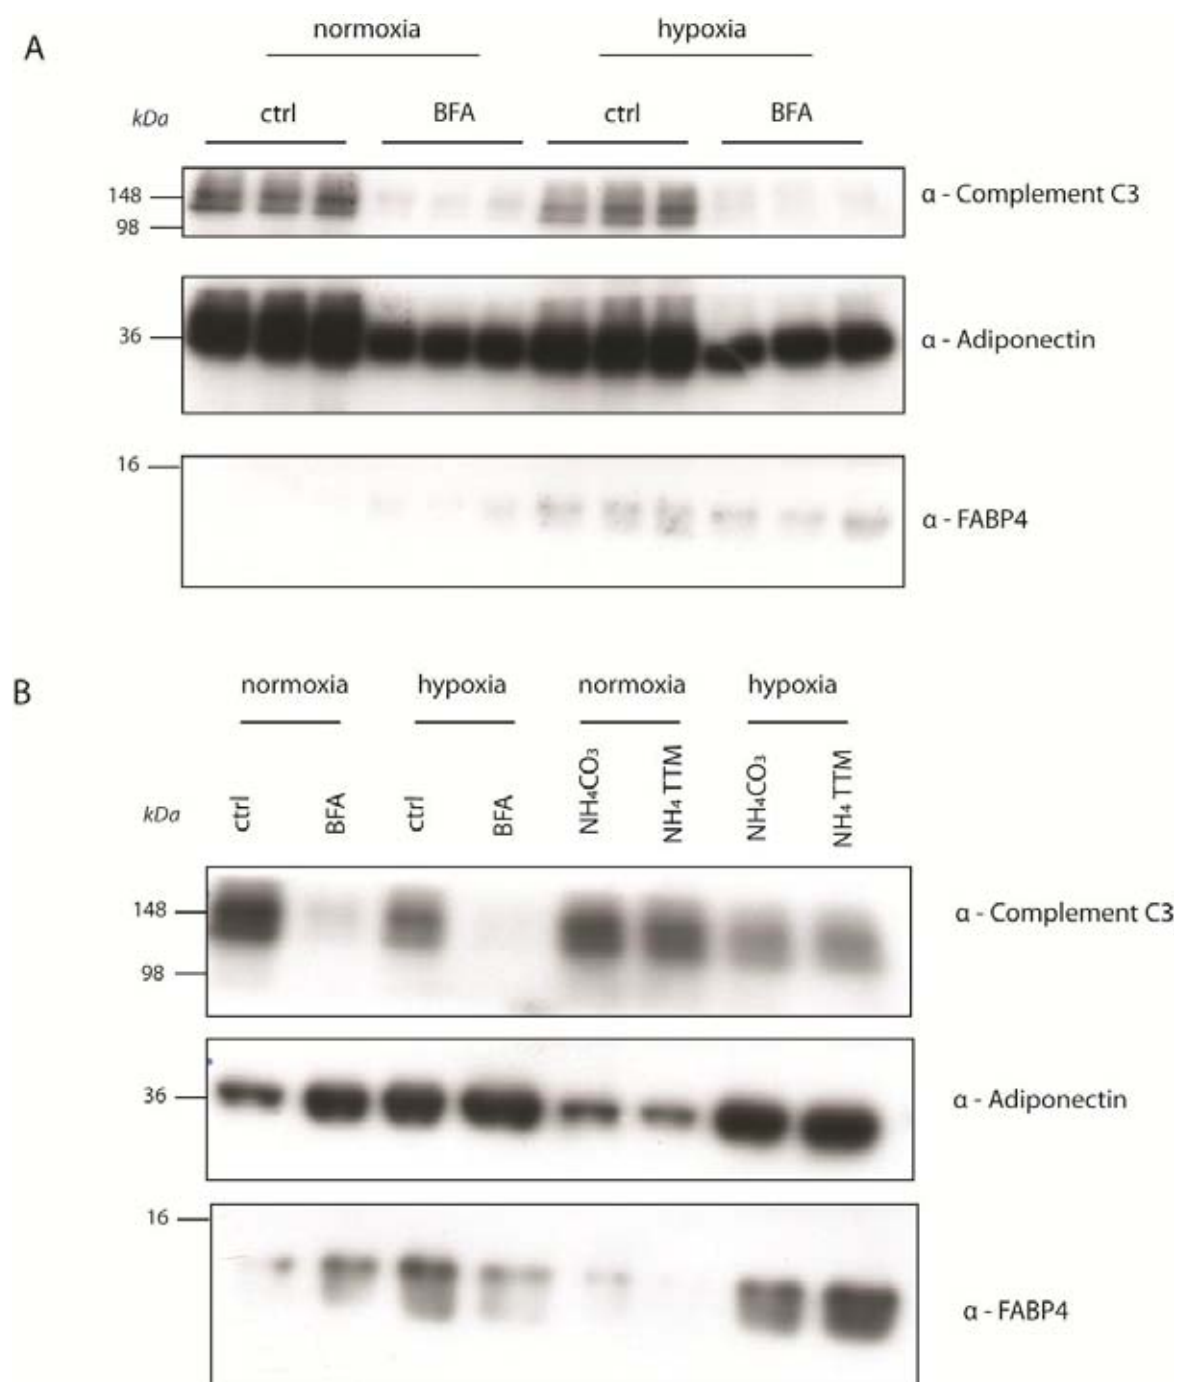 A
normoxia hypoxia
kDa ctrl BFA ctrl BFA
148
98
α - Complement C3
36
α - Adiponectin
16
α - FABP4
B
normoxia hypoxia normoxia hypoxia
kDa ctrl BFA ctrl BFA NH₄CO₃ NH₄ TTM NH₄CO₃ NH₄ TTM
148
98
α - Complement C3
36
α - Adiponectin
16
α - FABP4